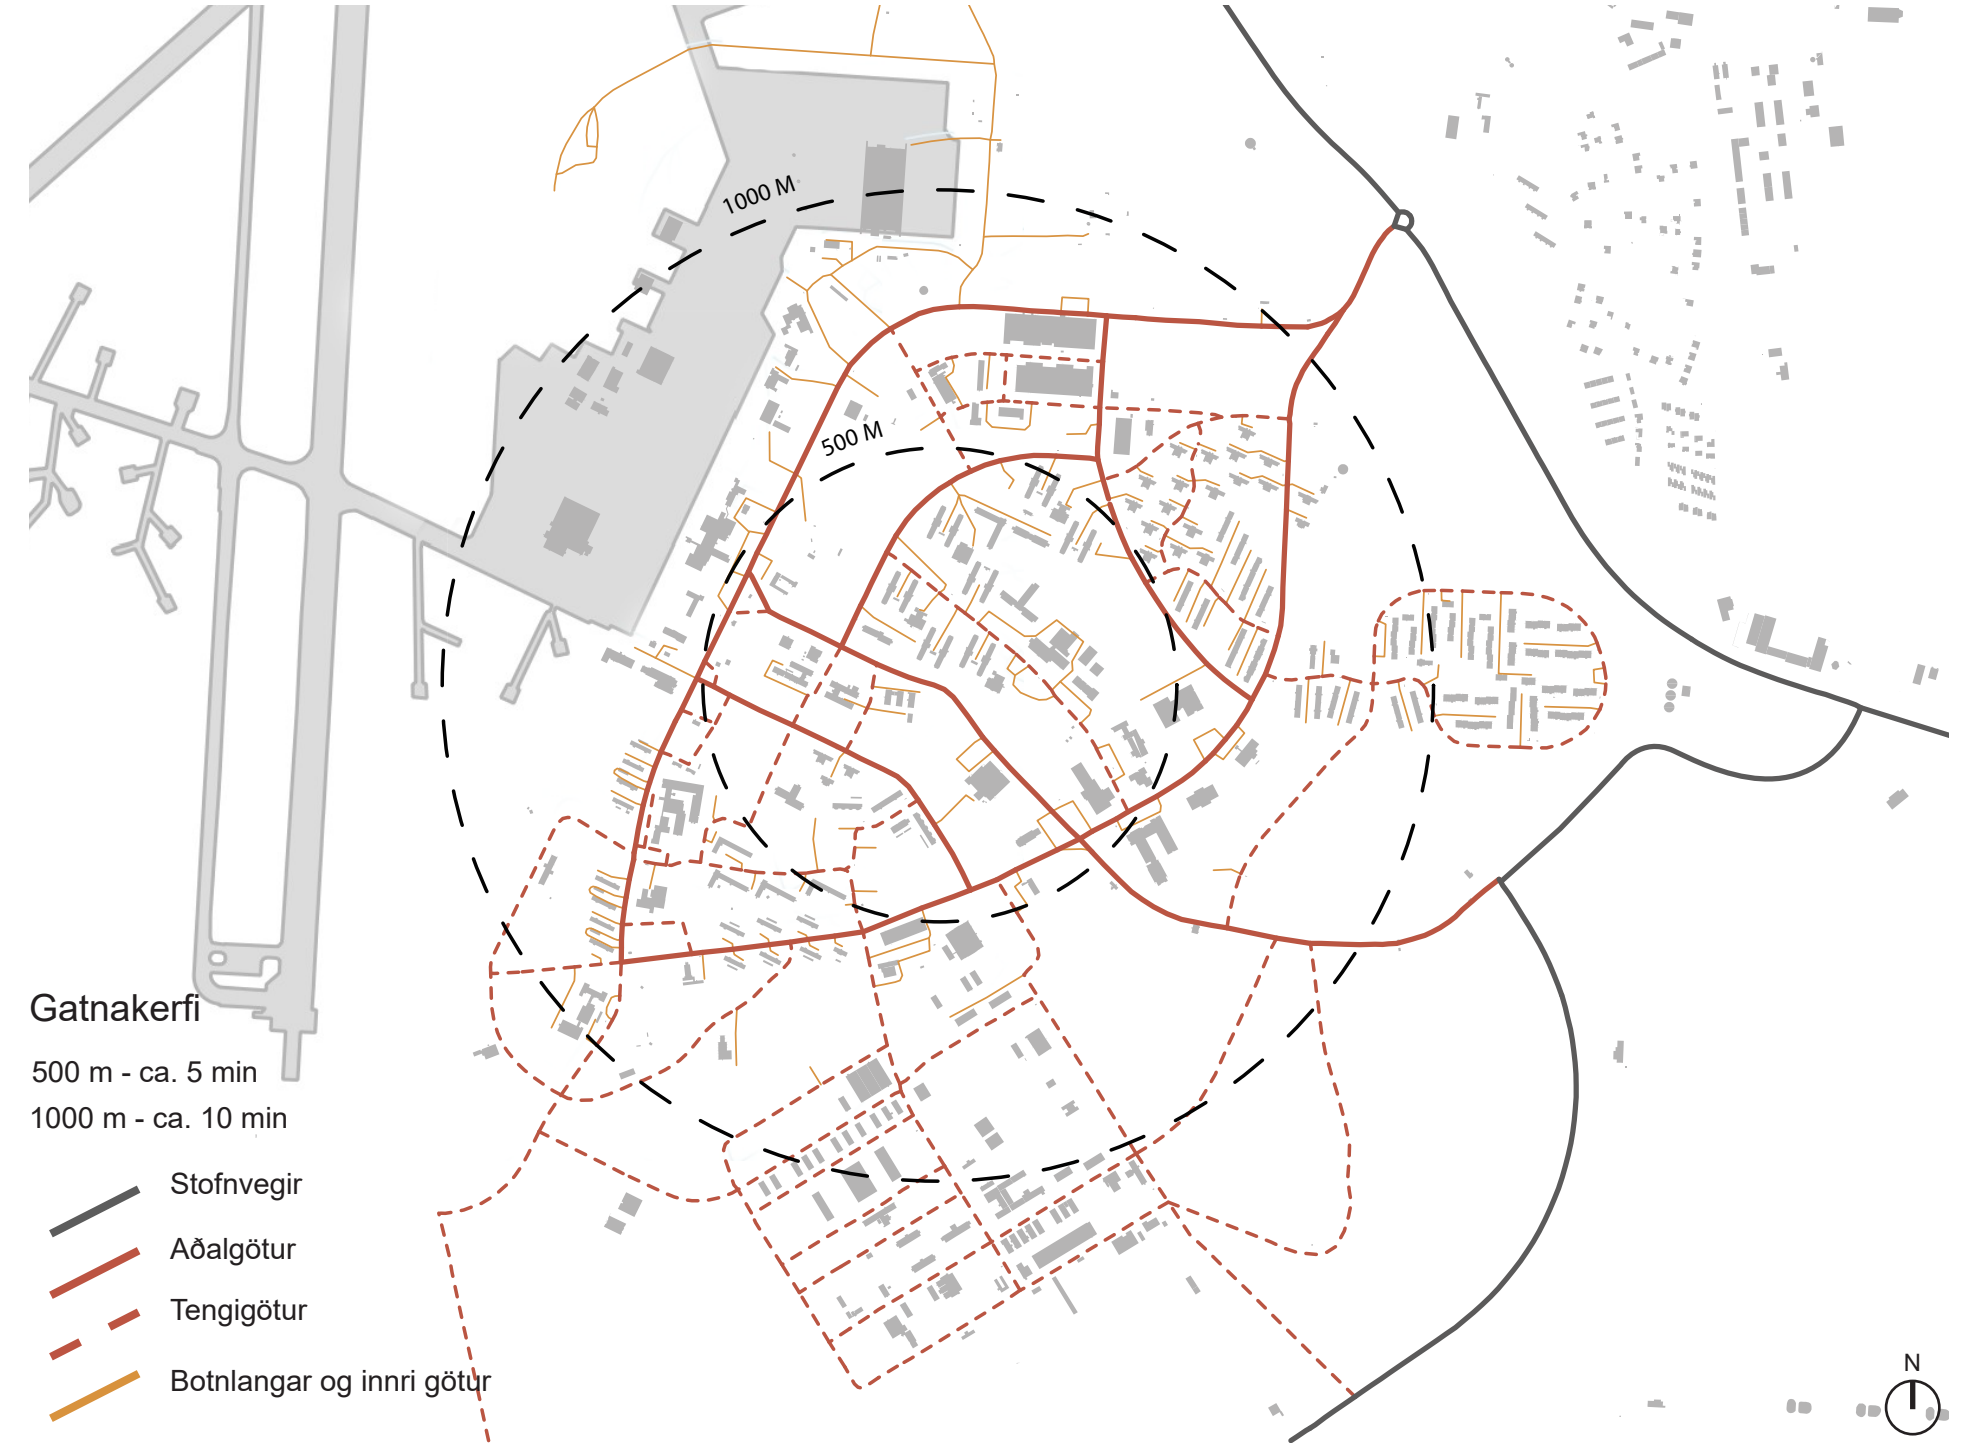 1000 M
500 M
Gatnakerfi
500 m - ca. 5 min
1000 m - ca. 10 min
Stofnvegir
Aðalgötur
Tengigötur
Botnlangar og innri götur
N